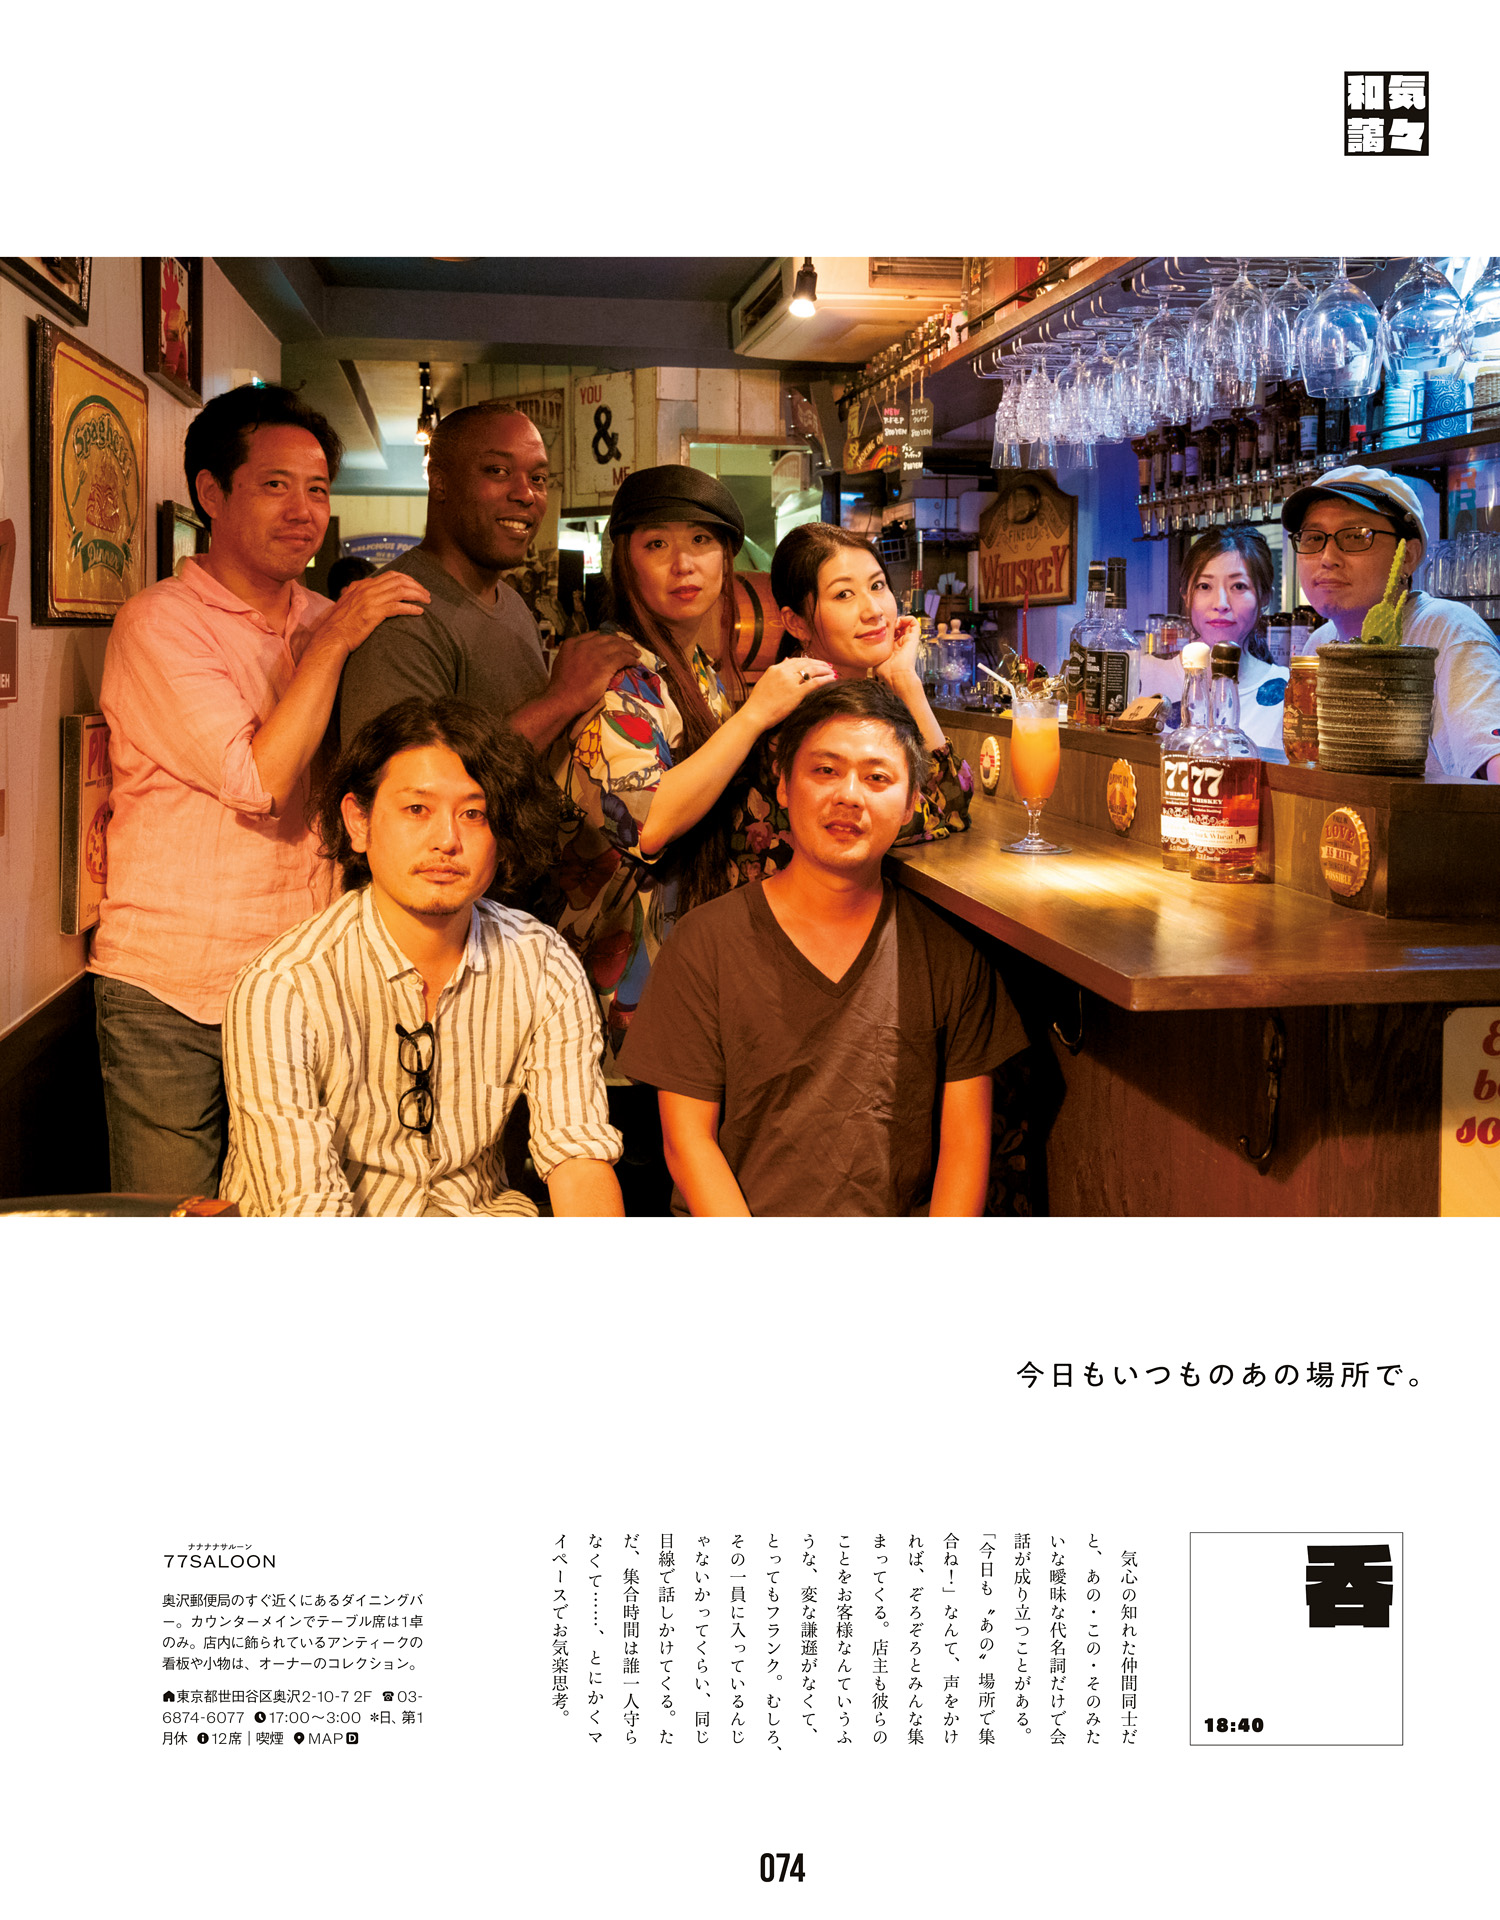 和気
藹々
Spaghetti
Dinner
THERAPY
YOU
&
ME
NEW
DELICIOUS FOOD
WHISKEY
77
WHISKEY
77
WHISKEY
LOVE
AS MANY
POSSIBLE
今日もいつものあの場所で。
呑
18:40
気心の知れた仲間同士だ
と、あの・この・そのみた
いな曖昧な代名詞だけで会
話が成り立つことがある。
「今日も〝あの〟場所で集
合ね！」なんて、声をかけ
れば、ぞろぞろとみんな集
まってくる。店主も彼らの
ことをお客様なんていうふ
うな、変な謙遜がなくて、
とってもフランク。むしろ、
その一員に入っているんじ
ゃないかってくらい、同じ
目線で話しかけてくる。た
だ、集合時間は誰一人守ら
なくて……、とにかくマ
イペースでお気楽思考。
ナナナナサルーン
77SALOON
奥沢郵便局のすぐ近くにあるダイニングバ
ー。カウンターメインでテーブル席は1卓
のみ。店内に飾られているアンティークの
看板や小物は、オーナーのコレクション。
東京都世田谷区奥沢2-10-7 2F ☎03-
6874-6077 17:00〜3:00 ＊日、第1
月休 12席｜喫煙 MAP D
074